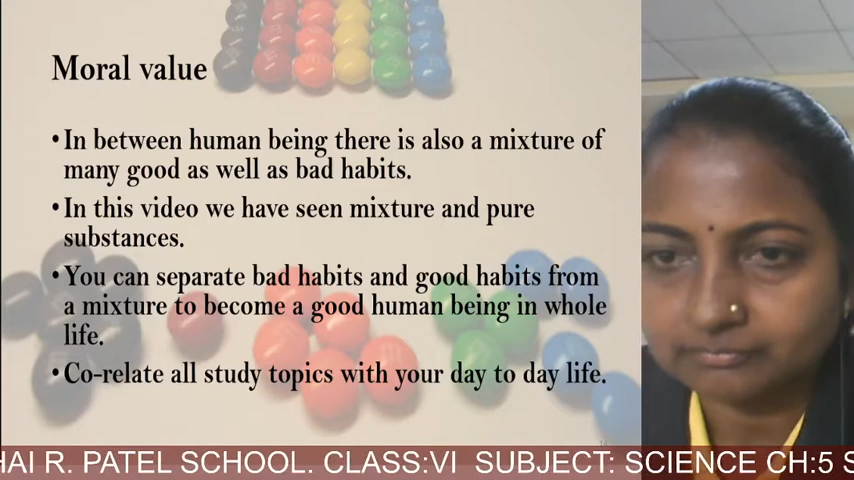 Moral value
•In between human being there is also a mixture of
many good as well as bad habits.
•In this video we have seen mixture and pure
substances.
•You can separate bad habits and good habits from
a mixture to become a good human being in whole
life.
•Co-relate all study topics with your day to day life.
HAI R. PATEL SCHOOL. CLASS:VI SUBJECT: SCIENCE CH:5 S